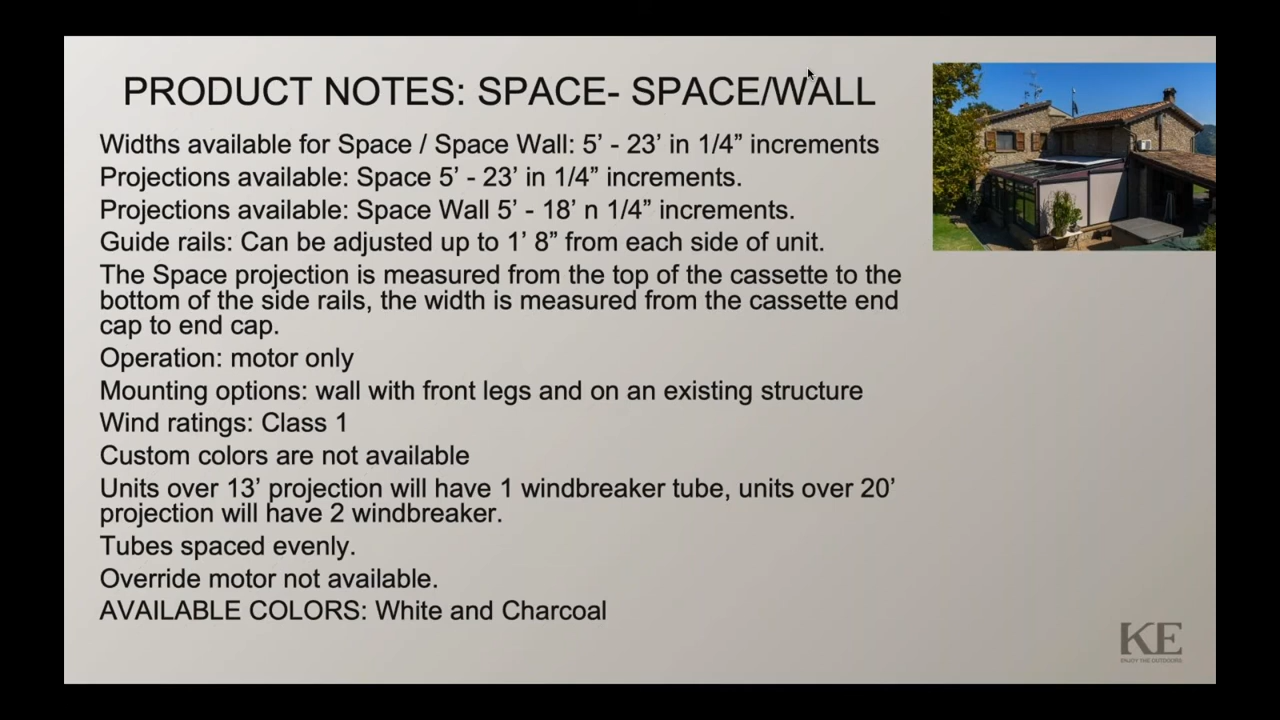 PRODUCT NOTES: SPACE- SPACE/WALL
Widths available for Space / Space Wall: 5’ - 23’ in 1/4” increments
Projections available: Space 5’ - 23’ in 1/4” increments.
Projections available: Space Wall 5’ - 18’ n 1/4” increments.
Guide rails: Can be adjusted up to 1’ 8” from each side of unit.
The Space projection is measured from the top of the cassette to the
bottom of the side rails, the width is measured from the cassette end
cap to end cap.
Operation: motor only
Mounting options: wall with front legs and on an existing structure
Wind ratings: Class 1
Custom colors are not available
Units over 13’ projection will have 1 windbreaker tube, units over 20’
projection will have 2 windbreaker.
Tubes spaced evenly.
Override motor not available.
AVAILABLE COLORS: White and Charcoal
KE
ENJOY THE OUTDOORS